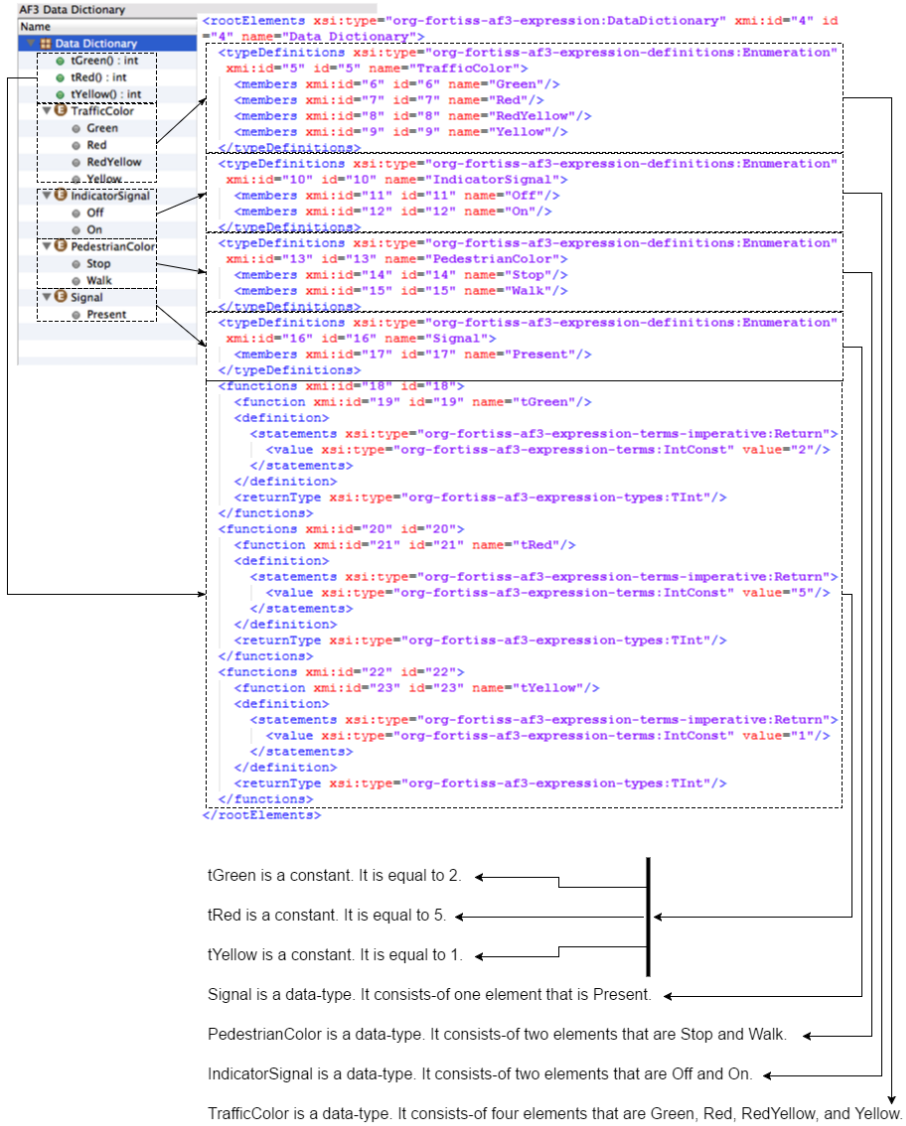 AF3 Data Dictionary
Name
Data Dictionary
tGreen() : int
tRed() : int
tYellow() : int
TrafficColor
Green
Red
RedYellow
Yellow
IndicatorSignal
Off
On
PedestrianColor
Stop
Walk
Signal
Present
<rootElements xsi:type="org-fortiss-af3-expression:DataDictionary" xmi:id="4" id
="4" name="Data Dictionary">
<typeDefinitions xsi:type="org-fortiss-af3-expression-definitions:Enumeration"
xmi:id="5" id="5" name="TrafficColor">
<members xmi:id="6" id="6" name="Green"/>
<members xmi:id="7" id="7" name="Red"/>
<members xmi:id="8" id="8" name="RedYellow"/>
<members xmi:id="9" id="9" name="Yellow"/>
</typeDefinitions>
<typeDefinitions xsi:type="org-fortiss-af3-expression-definitions:Enumeration"
xmi:id="10" id="10" name="IndicatorSignal">
<members xmi:id="11" id="11" name="Off"/>
<members xmi:id="12" id="12" name="On"/>
</typeDefinitions>
<typeDefinitions xsi:type="org-fortiss-af3-expression-definitions:Enumeration"
xmi:id="13" id="13" name="PedestrianColor">
<members xmi:id="14" id="14" name="Stop"/>
<members xmi:id="15" id="15" name="Walk"/>
</typeDefinitions>
<typeDefinitions xsi:type="org-fortiss-af3-expression-definitions:Enumeration"
xmi:id="16" id="16" name="Signal">
<members xmi:id="17" id="17" name="Present"/>
</typeDefinitions>
<functions xmi:id="18" id="18">
<function xmi:id="19" id="19" name="tGreen"/>
<definition>
<statements xsi:type="org-fortiss-af3-expression-terms-imperative:Return">
<value xsi:type="org-fortiss-af3-expression-terms:IntConst" value="2"/>
</statements>
</definition>
<returnType xsi:type="org-fortiss-af3-expression-types:TInt"/>
</functions>
<functions xmi:id="20" id="20">
<function xmi:id="21" id="21" name="tRed"/>
<definition>
<statements xsi:type="org-fortiss-af3-expression-terms-imperative:Return">
<value xsi:type="org-fortiss-af3-expression-terms:IntConst" value="5"/>
</statements>
</definition>
<returnType xsi:type="org-fortiss-af3-expression-types:TInt"/>
</functions>
<functions xmi:id="22" id="22">
<function xmi:id="23" id="23" name="tYellow"/>
<definition>
<statements xsi:type="org-fortiss-af3-expression-terms-imperative:Return">
<value xsi:type="org-fortiss-af3-expression-terms:IntConst" value="1"/>
</statements>
</definition>
<returnType xsi:type="org-fortiss-af3-expression-types:TInt"/>
</functions>
</rootElements>
tGreen is a constant. It is equal to 2.
tRed is a constant. It is equal to 5.
tYellow is a constant. It is equal to 1.
Signal is a data-type. It consists-of one element that is Present.
PedestrianColor is a data-type. It consists-of two elements that are Stop and Walk.
IndicatorSignal is a data-type. It consists-of two elements that are Off and On.
TrafficColor is a data-type. It consists-of four elements that are Green, Red, RedYellow, and Yellow.